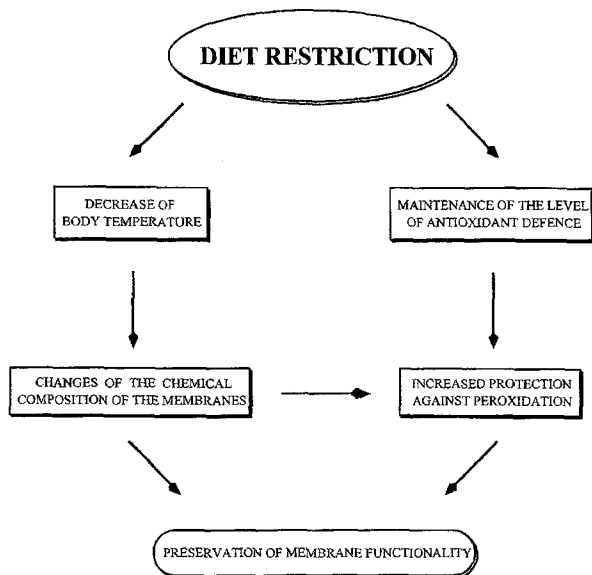 DIET RESTRICTION
DECREASE OF
BODY TEMPERATURE
MAINTENANCE OF THE LEVEL
OF ANTIOXIDANT DEFENCE
CHANGES OF THE CHEMICAL
COMPOSITION OF THE MEMBRANES
INCREASED PROTECTION
AGAINST PEROXIDATION
PRESERVATION OF MEMBRANE FUNCTIONALITY